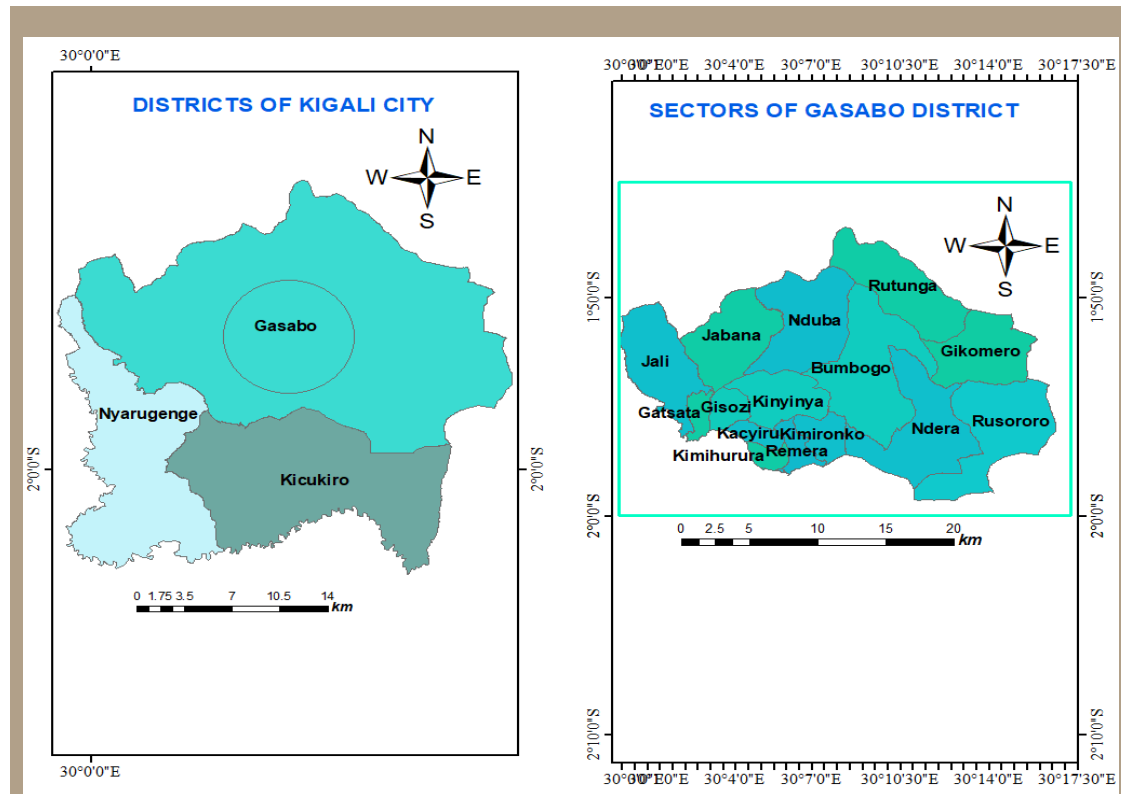 30°0'0"E
DISTRICTS OF KIGALI CITY
N
W E
S
Gasabo
Nyarugenge
Kicukiro
2°0'0"S
2°0'0"S
0 1.75 3.5 7 10.5 14
km
30°0'0"E
30°4'0"E 30°7'0"E 30°10'30"E 30°14'0"E 30°17'30"E
SECTORS OF GASABO DISTRICT
N
W E
S
1°50'0"S
1°50'0"S
Rutunga
Nduba
Jabana
Gikomero
Jali
Bumbogo
Kinyinya
Gatsata Gisozi
Rusororo
Ndera
Kacyiru Kimironko
Kimihurura Remera
2°0'0"S
2°0'0"S
0 2.5 5 10 15 20
km
2°10'0"S
2°10'0"S
30°4'0"E 30°7'0"E 30°10'30"E 30°14'0"E 30°17'30"E
30°0'0"E